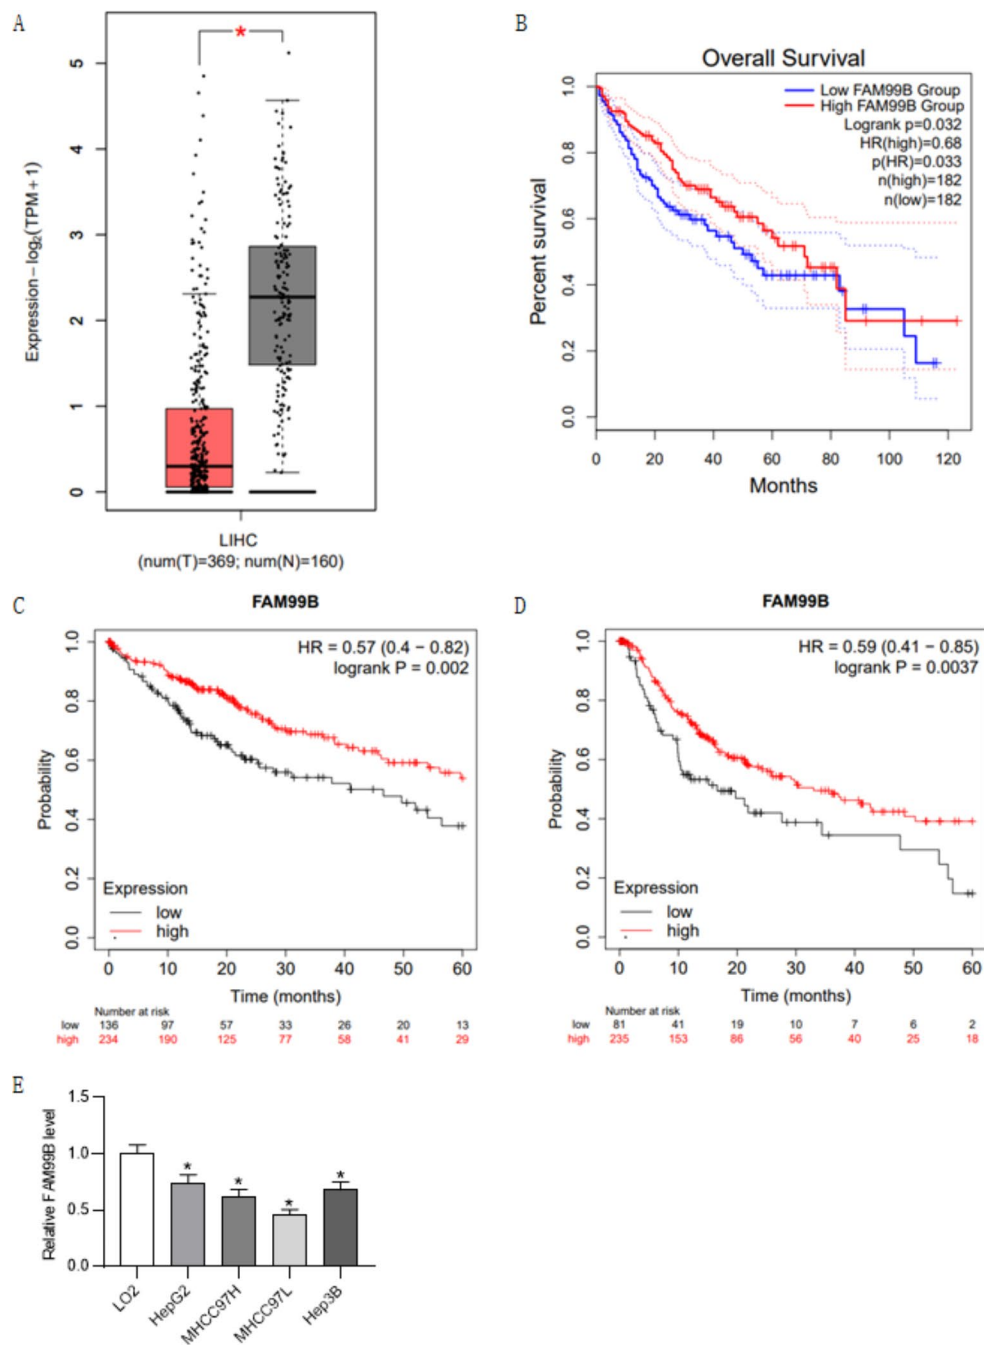 A
Expression – log₂(TPM + 1)
5
4
3
2
1
0
*
LIHC
(num(T)=369; num(N)=160)
B
Overall Survival
Low FAM99B Group
High FAM99B Group
Logrank p=0.032
HR(high)=0.68
p(HR)=0.033
n(high)=182
n(low)=182
Percent survival
1.0
0.8
0.6
0.4
0.2
0.0
0 20 40 60 80 100 120
Months
C
FAM99B
HR = 0.57 (0.4 – 0.82)
logrank P = 0.002
Probability
1.0
0.8
0.6
0.4
0.2
0.0
Expression
low
high
0 10 20 30 40 50 60
Time (months)
Number at risk
low 136 97 57 33 26 20 13
high 234 190 125 77 58 41 29
D
FAM99B
HR = 0.59 (0.41 – 0.85)
logrank P = 0.0037
Probability
1.0
0.8
0.6
0.4
0.2
0.0
Expression
low
high
0 10 20 30 40 50 60
Time (months)
Number at risk
low 81 41 19 10 7 6 2
high 235 153 86 56 40 25 18
E
Relative FAM99B level
1.5
1.0
0.5
0.0
* * * *
LO2
HepG2
MHCC97H
MHCC97L
Hep3B